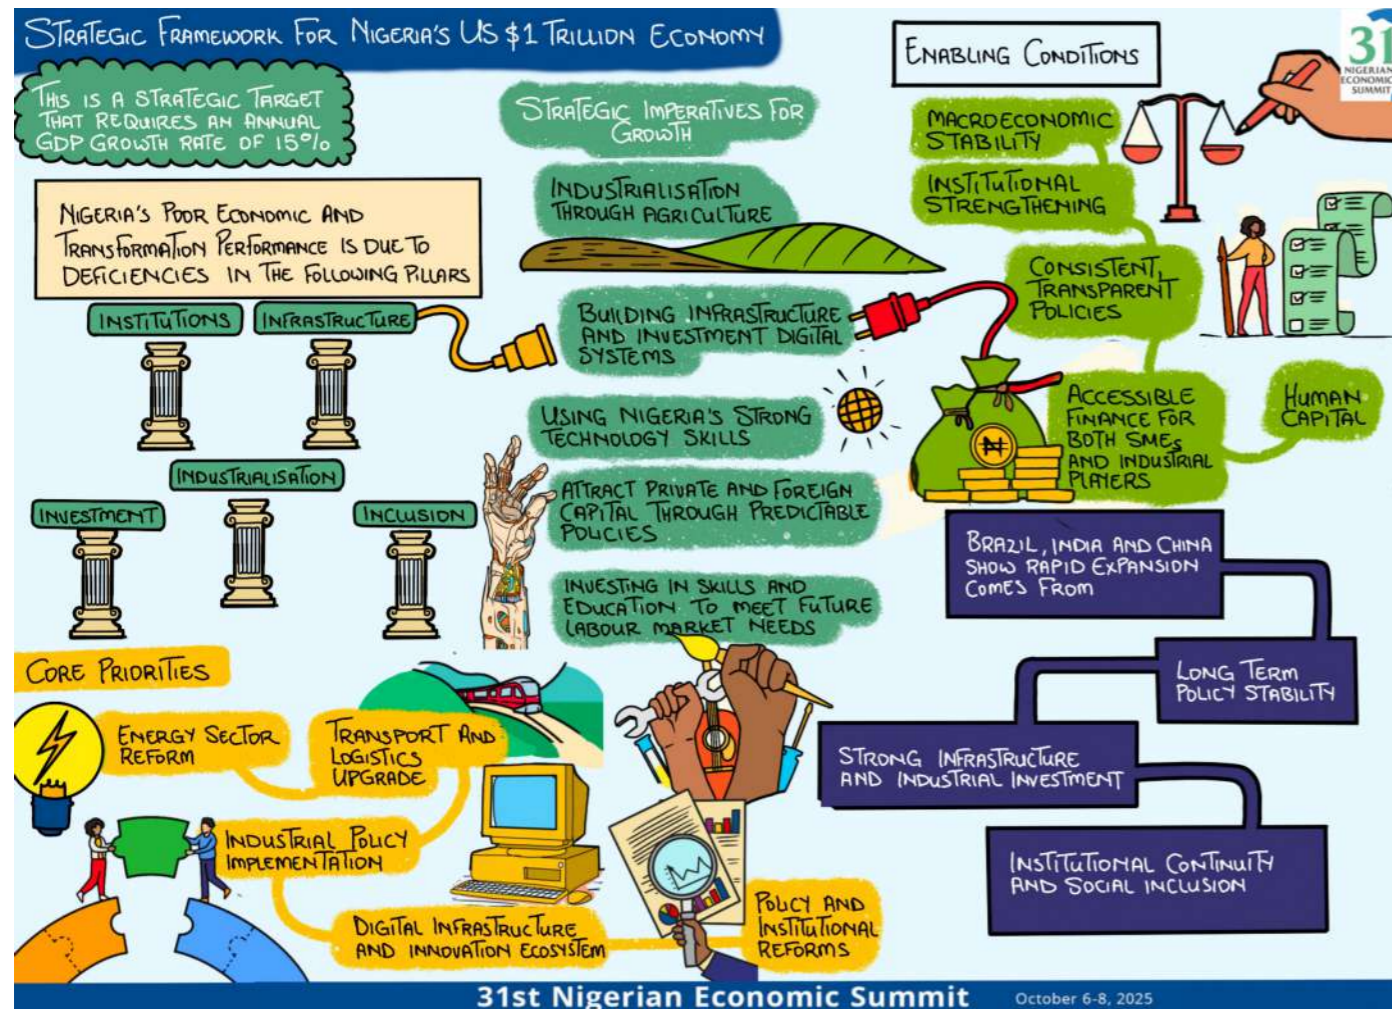 STRATEGIC FRAMEWORK FOR NIGERIA'S US $1 TRILLION ECONOMY
THIS IS A STRATEGIC TARGET
THAT REQUIRES AN ANNUAL
GDP GROWTH RATE OF 15%
NIGERIA'S POOR ECONOMIC AND
TRANSFORMATION PERFORMANCE IS DUE TO
DEFICIENCIES IN THE FOLLOWING PILLARS
INSTITUTIONS
INFRASTRUCTURE
INDUSTRIALISATION
INVESTMENT
INCLUSION
STRATEGIC IMPERATIVES FOR
GROWTH
INDUSTRIALISATION
THROUGH AGRICULTURE
BUILDING INFRASTRUCTURE
AND INVESTMENT DIGITAL
SYSTEMS
USING NIGERIA'S STRONG
TECHNOLOGY SKILLS
ATTRACT PRIVATE AND FOREIGN
CAPITAL THROUGH PREDICTABLE
POLICIES
INVESTING IN SKILLS AND
EDUCATION TO MEET FUTURE
LABOUR MARKET NEEDS
ENABLING CONDITIONS
31
NIGERIAN
ECONOMIC
SUMMIT
MACROECONOMIC
STABILITY
INSTITUTIONAL
STRENGTHENING
CONSISTENT,
TRANSPARENT
POLICIES
₦
ACCESSIBLE
FINANCE FOR
BOTH SMEs
AND INDUSTRIAL
PLAYERS
HUMAN
CAPITAL
BRAZIL, INDIA AND CHINA
SHOW RAPID EXPANSION
COMES FROM
LONG TERM
POLICY STABILITY
STRONG INFRASTRUCTURE
AND INDUSTRIAL INVESTMENT
INSTITUTIONAL CONTINUITY
AND SOCIAL INCLUSION
CORE PRIORITIES
ENERGY SECTOR
REFORM
TRANSPORT AND
LOGISTICS
UPGRADE
INDUSTRIAL POLICY
IMPLEMENTATION
DIGITAL INFRASTRUCTURE
AND INNOVATION ECOSYSTEM
POLICY AND
INSTITUTIONAL
REFORMS
31st Nigerian Economic Summit
October 6-8, 2025